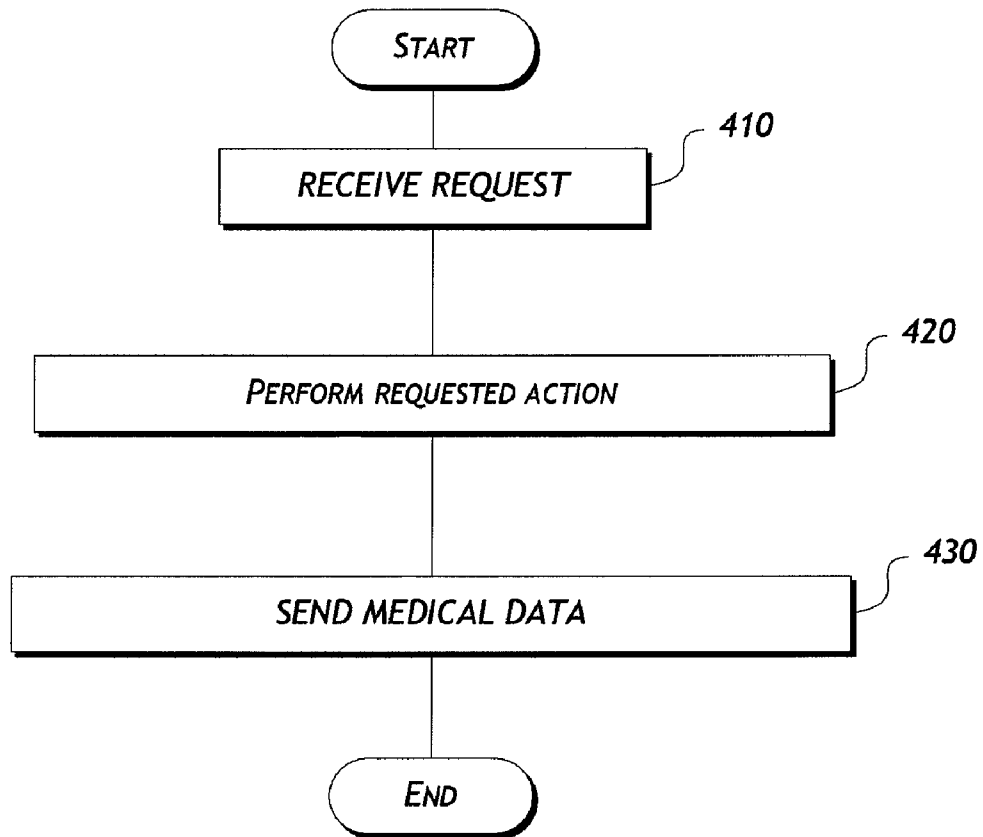 START
410
RECEIVE REQUEST
420
PERFORM REQUESTED ACTION
430
SEND MEDICAL DATA
END